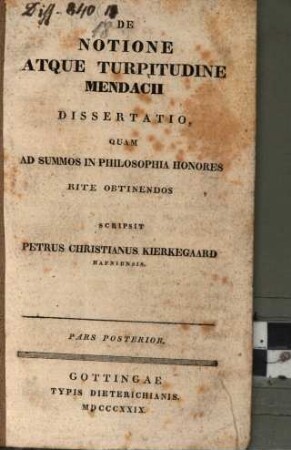 Diss. 840
18
DE
NOTIONE
ATQUE TURPITUDINE
MENDACII
DISSERTATIO,
QUAM
AD SUMMOS IN PHILOSOPHIA HONORES
RITE OBTINENDOS
SCRIPSIT
PETRUS CHRISTIANUS KIERKEGAARD
HAFNIENSIS.
PARS POSTERIOR.
GOTTINGAE
TYPIS DIETERICHIANIS.
MDCCCXXIX.